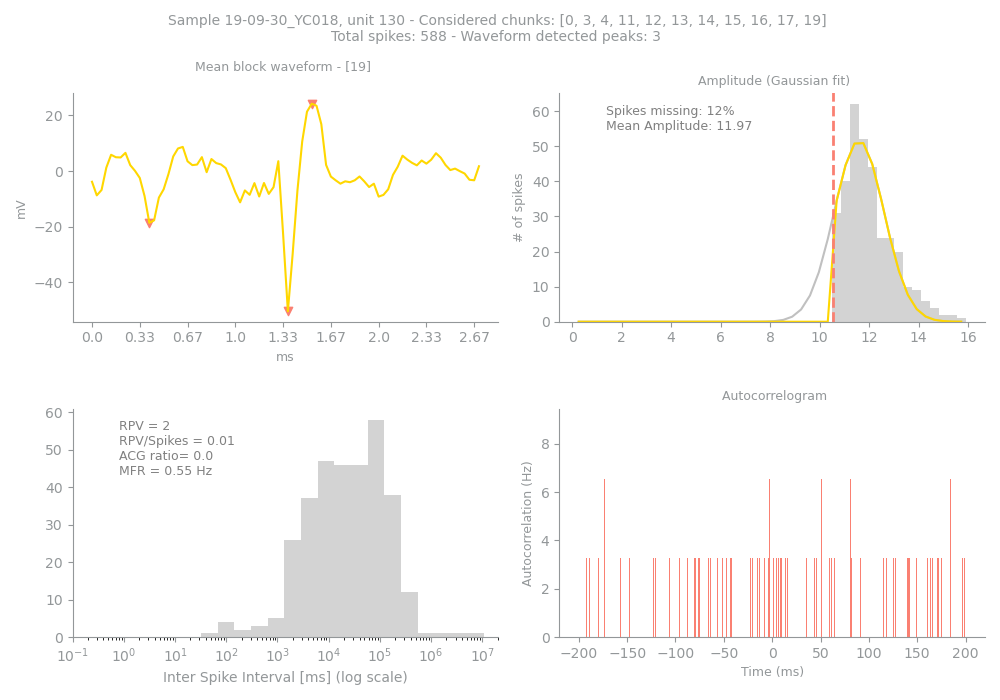 Sample 19-09-30_YC018, unit 130 - Considered chunks: [0, 3, 4, 11, 12, 13, 14, 15, 16, 17, 19]
Total spikes: 588 - Waveform detected peaks: 3
Mean block waveform - [19]
20
0
−20
−40
mV
0.0 0.33 0.67 1.0 1.33 1.67 2.0 2.33 2.67
ms
Amplitude (Gaussian fit)
Spikes missing: 12%
Mean Amplitude: 11.97
60
50
40
30
20
10
0
# of spikes
0 2 4 6 8 10 12 14 16
RPV = 2
RPV/Spikes = 0.01
ACG ratio= 0.0
MFR = 0.55 Hz
60
50
40
30
20
10
0
10⁻¹ 10⁰ 10¹ 10² 10³ 10⁴ 10⁵ 10⁶ 10⁷
Inter Spike Interval [ms] (log scale)
Autocorrelogram
8
6
4
2
0
Autocorrelation (Hz)
−200 −150 −100 −50 0 50 100 150 200
Time (ms)